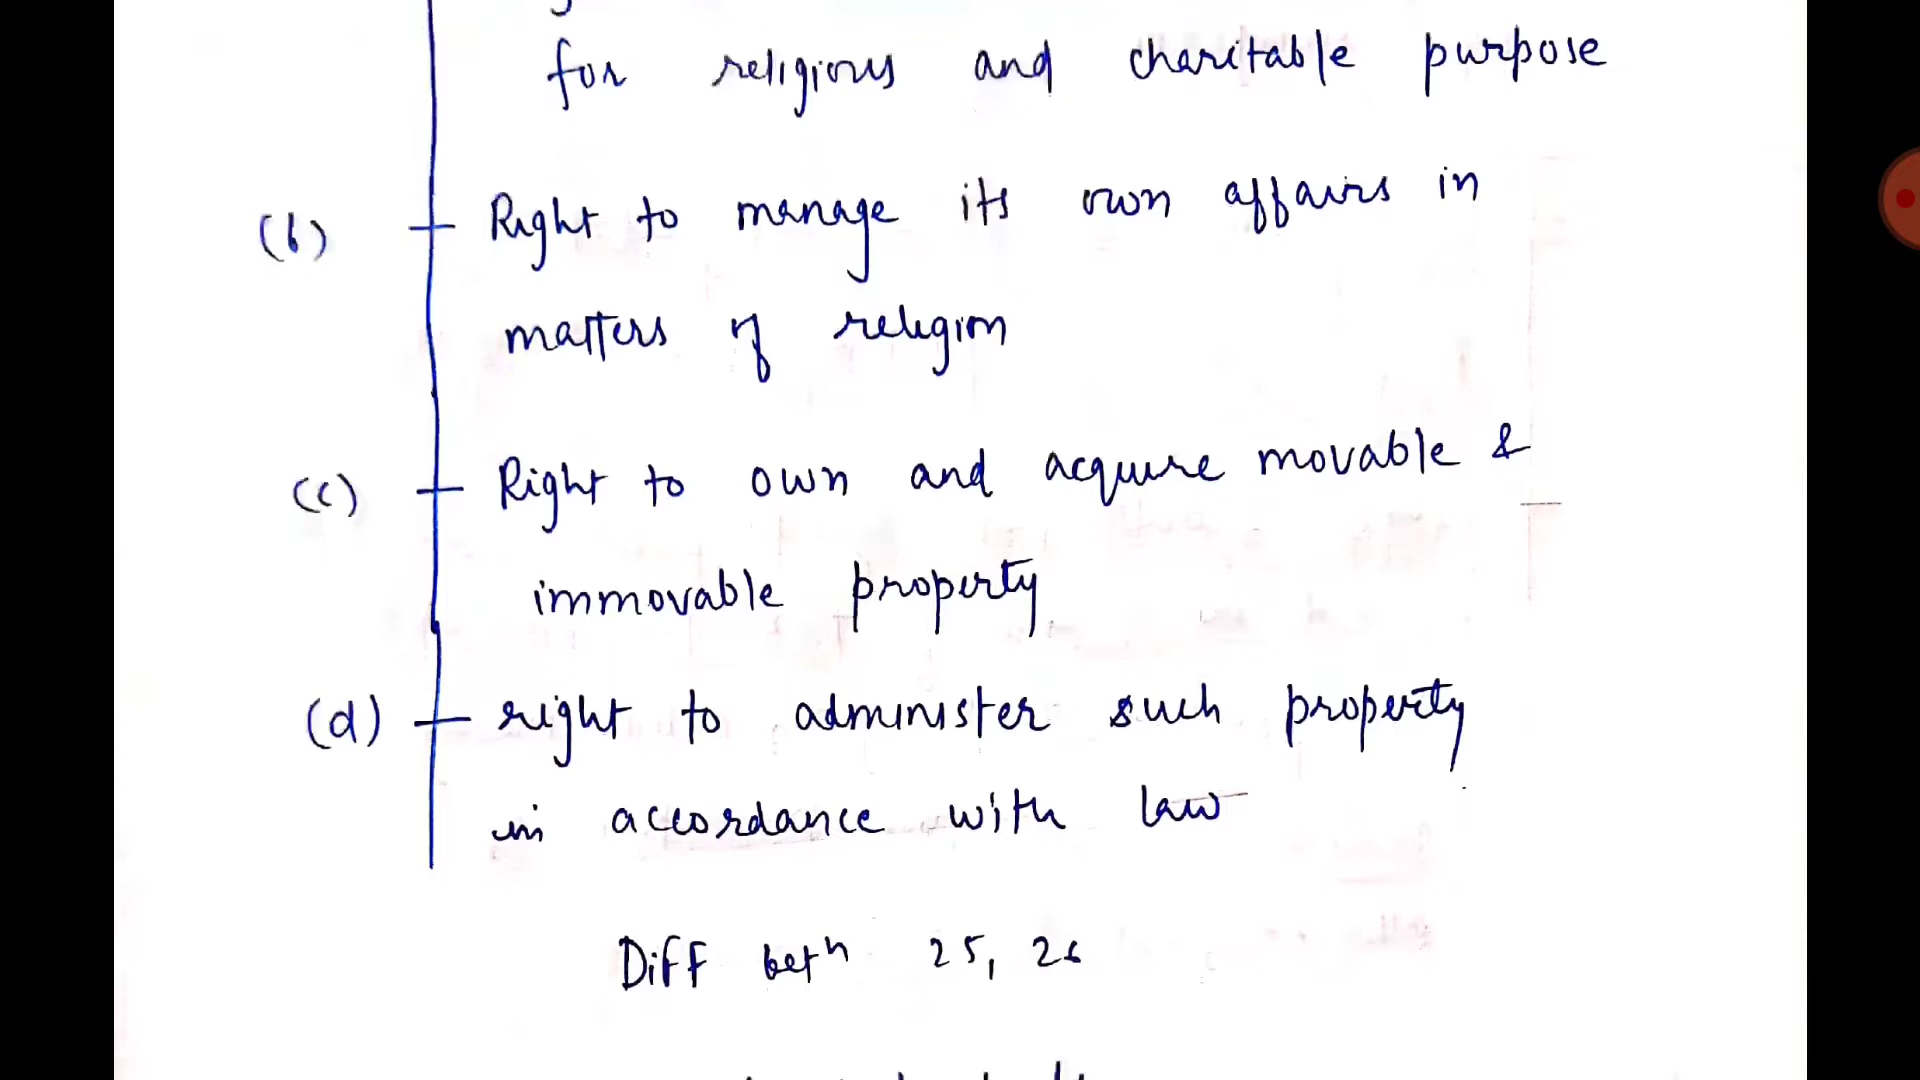 for religious and charitable purpose
(b) Right to manage its own affairs in
matters of religion
(c) Right to own and acquire movable &
immovable property
(d) right to administer such property
in accordance with law
Diff betn 25, 26